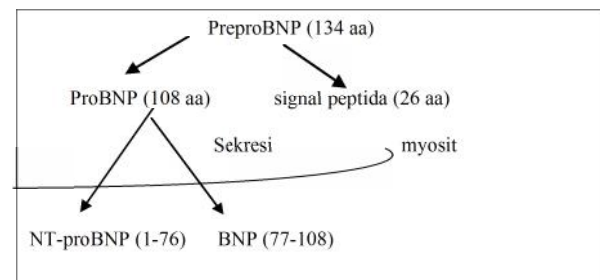 PreproBNP (134 aa)
ProBNP (108 aa) signal peptida (26 aa)
Sekresi myosit
NT-proBNP (1-76) BNP (77-108)